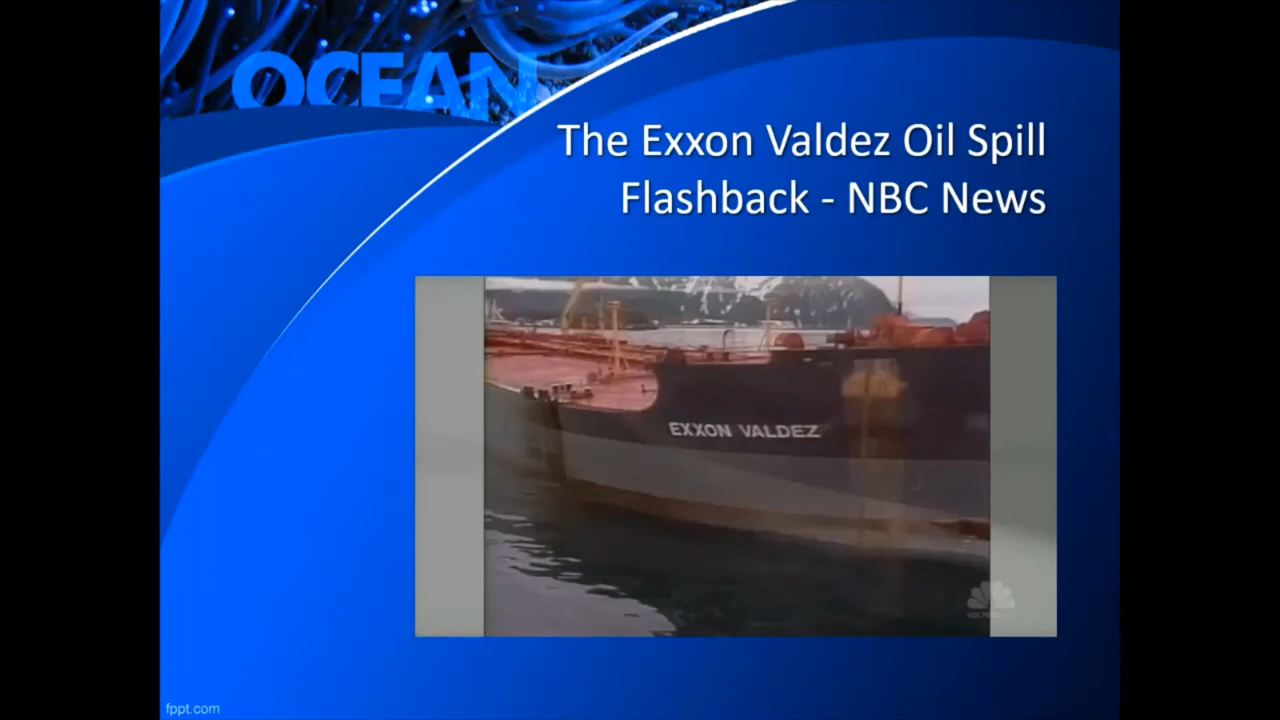 OCEAN
The Exxon Valdez Oil Spill
Flashback - NBC News
EXXON VALDEZ
fppt.com